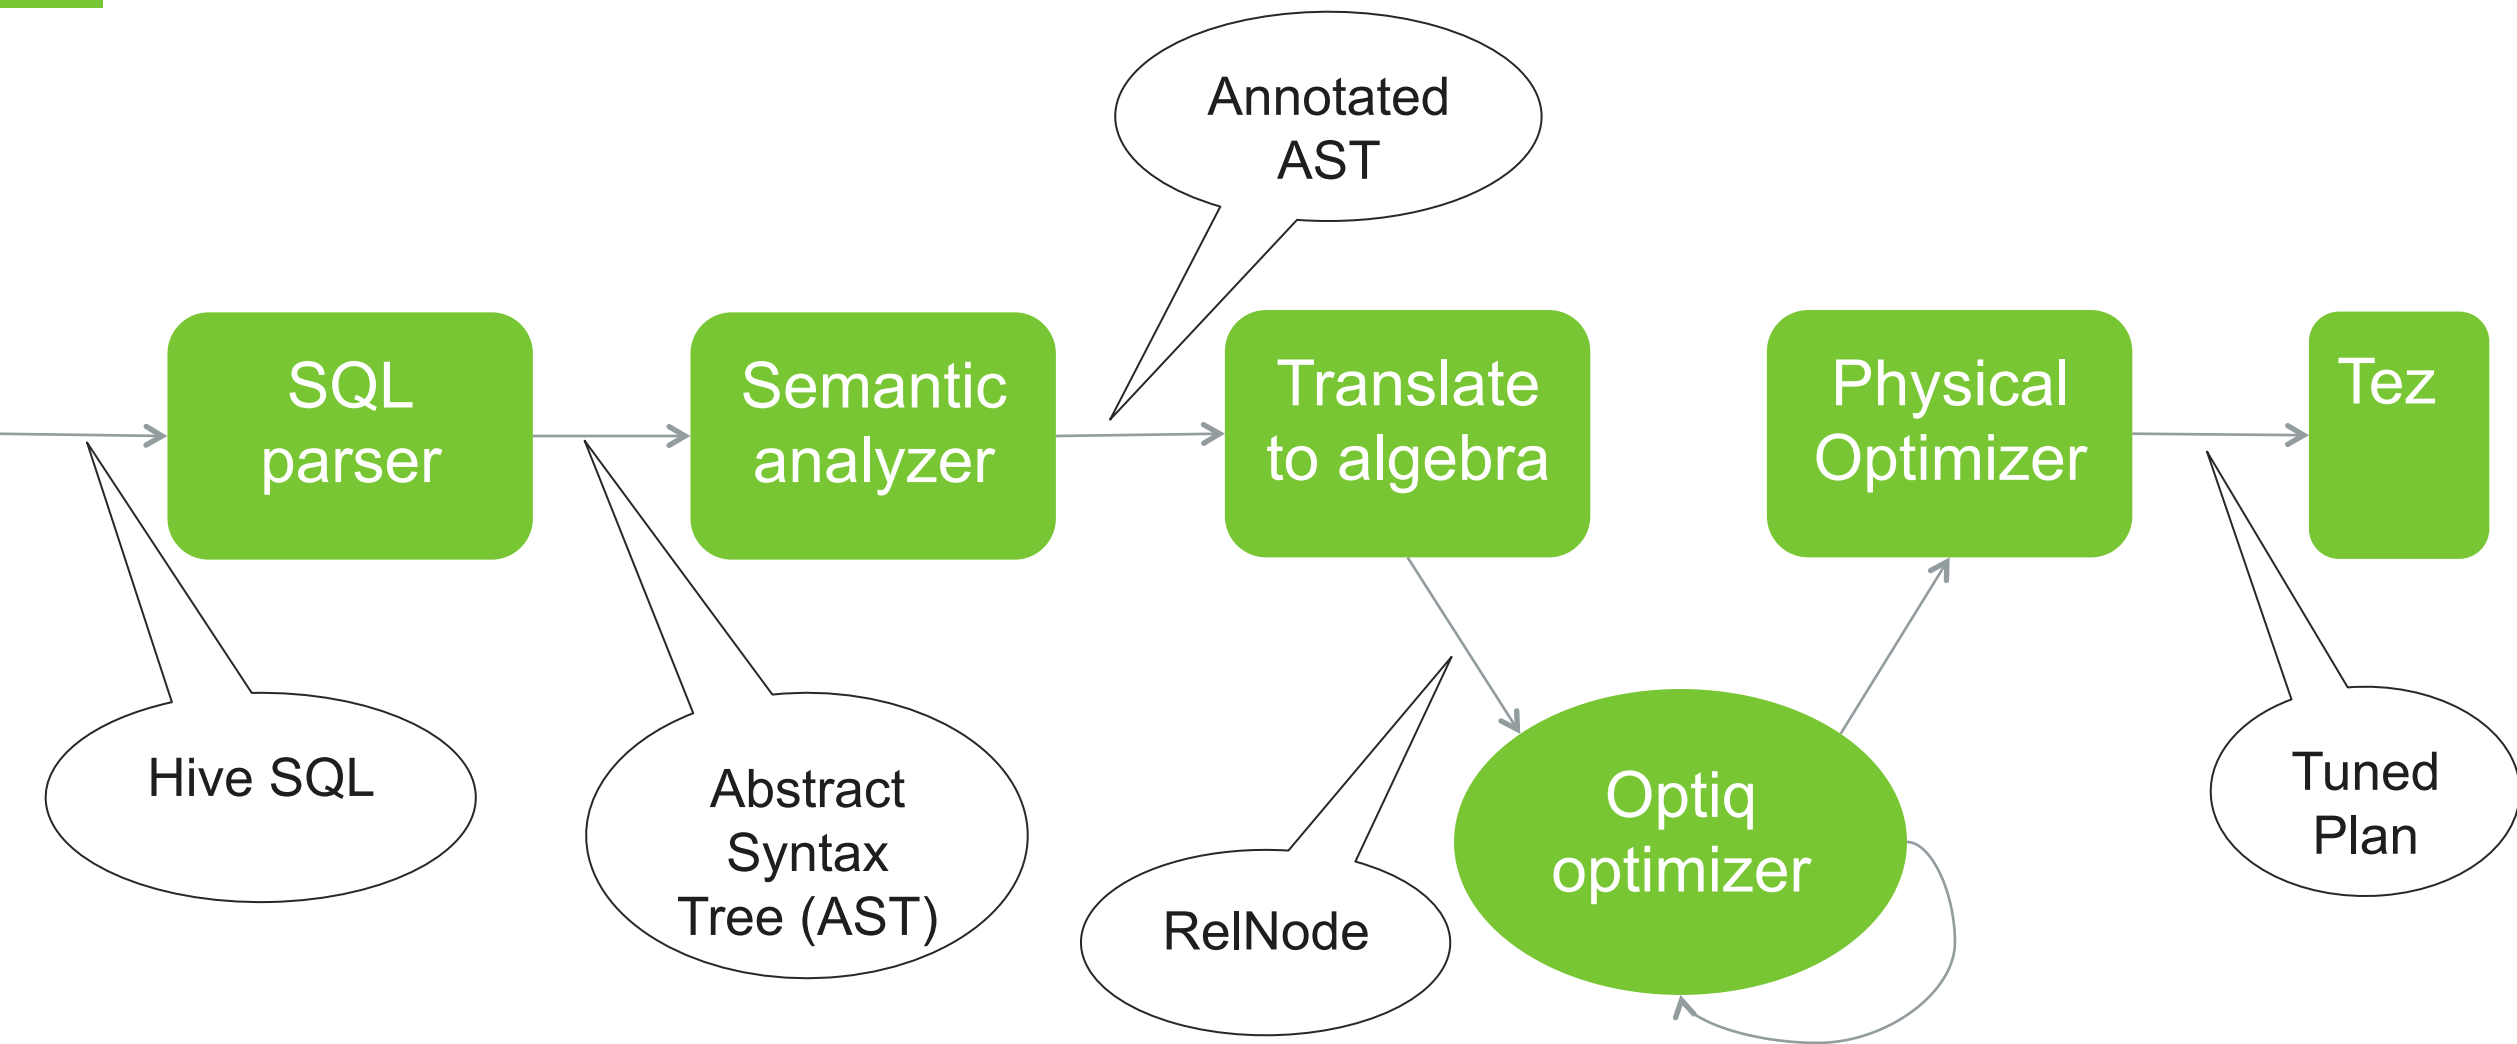 Annotated
AST
SQL
parser
Semantic
analyzer
Translate
to algebra
Physical
Optimizer
Tez
Hive SQL
Abstract
Syntax
Tree (AST)
RelNode
Optiq
optimizer
Tuned
Plan